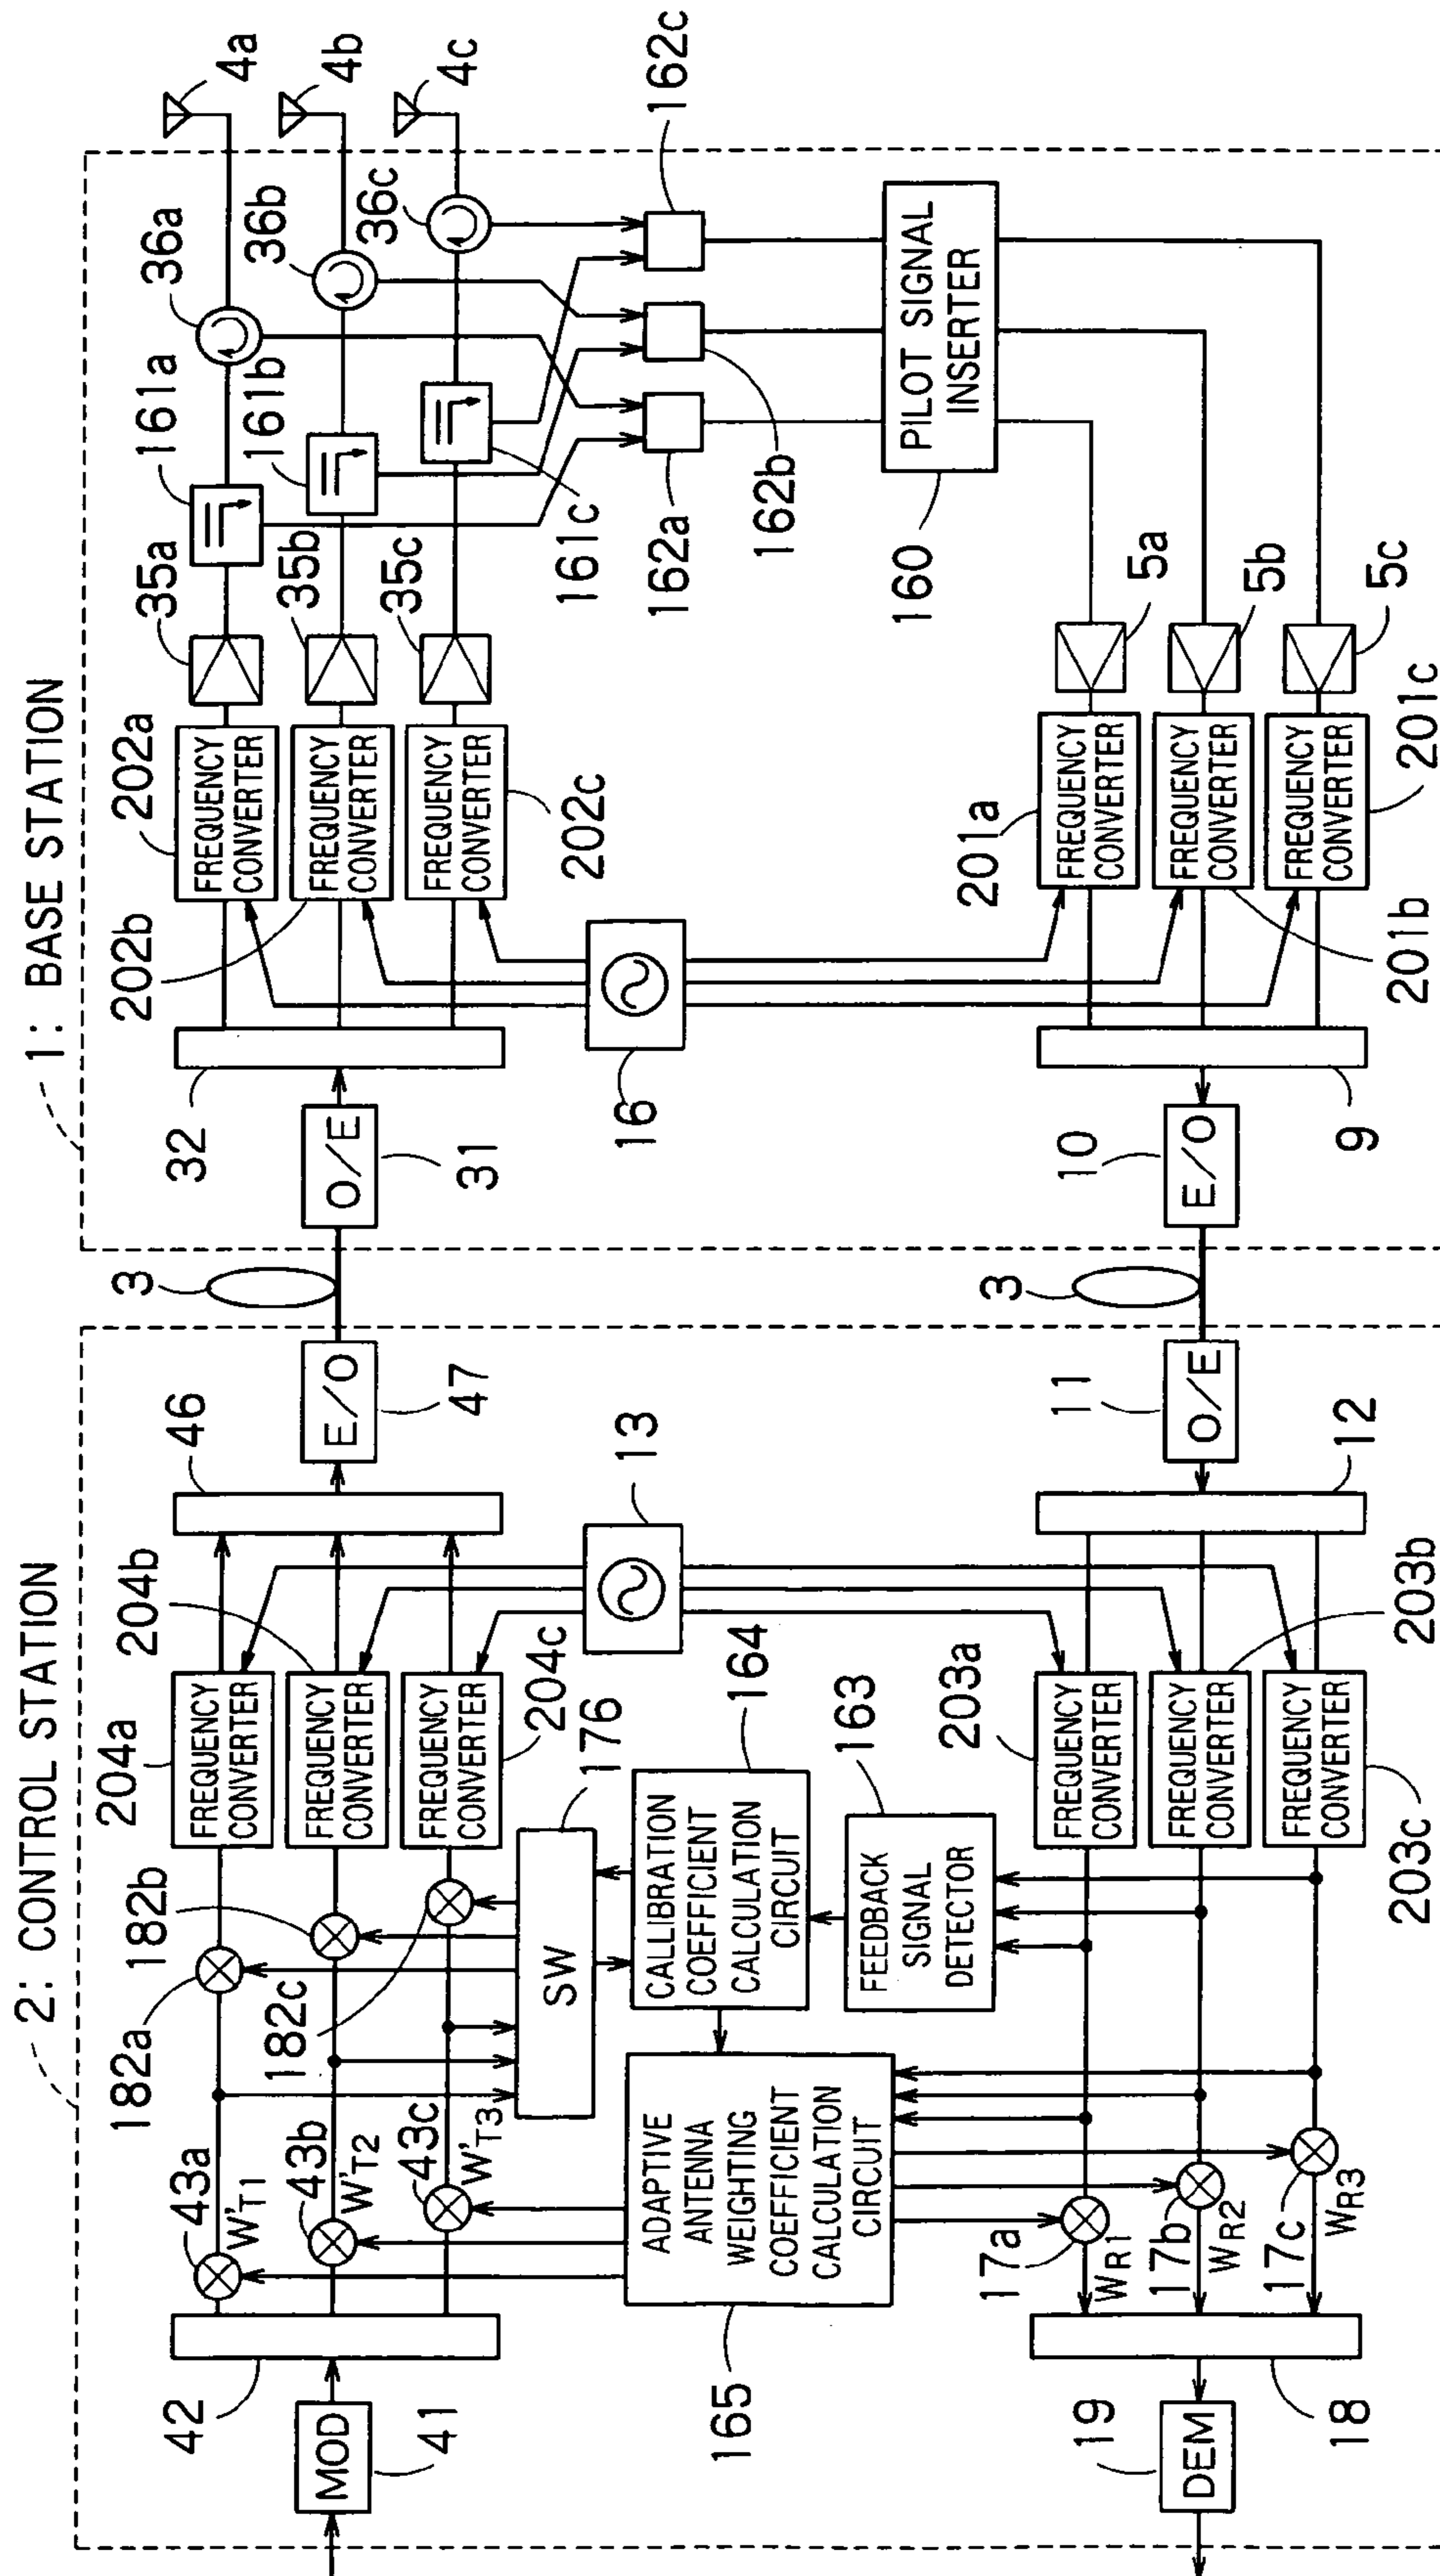 1: BASE STATION
4a
4b
4c
36a
36b
36c
162c
161a
161b
161c
162a
162b
PILOT SIGNAL
INSERTER
160
35a
35b
35c
5a
5b
5c
202a
FREQUENCY
CONVERTER
202b
FREQUENCY
CONVERTER
FREQUENCY
CONVERTER
202c
201a
FREQUENCY
CONVERTER
FREQUENCY
CONVERTER
201b
FREQUENCY
CONVERTER
201c
16
32
O/E
31
10
E/O
9
3
3
2: CONTROL STATION
46
E/O
47
13
11
O/E
12
204a
FREQUENCY
CONVERTER
204b
FREQUENCY
CONVERTER
FREQUENCY
CONVERTER
204c
176
SW
164
CALLIBRATION
COEFFICIENT
CALCULATION
CIRCUIT
163
FEEDBACK
SIGNAL
DETECTOR
203a
FREQUENCY
CONVERTER
203b
FREQUENCY
CONVERTER
FREQUENCY
CONVERTER
203c
182a
182b
182c
43a
W'T1
43b
W'T2
43c
W'T3
ADAPTIVE
ANTENNA
WEIGHTING
COEFFICIENT
CALCULATION
CIRCUIT
165
17a
WR1
17b
WR2
17c
WR3
42
MOD
41
19
DEM
18